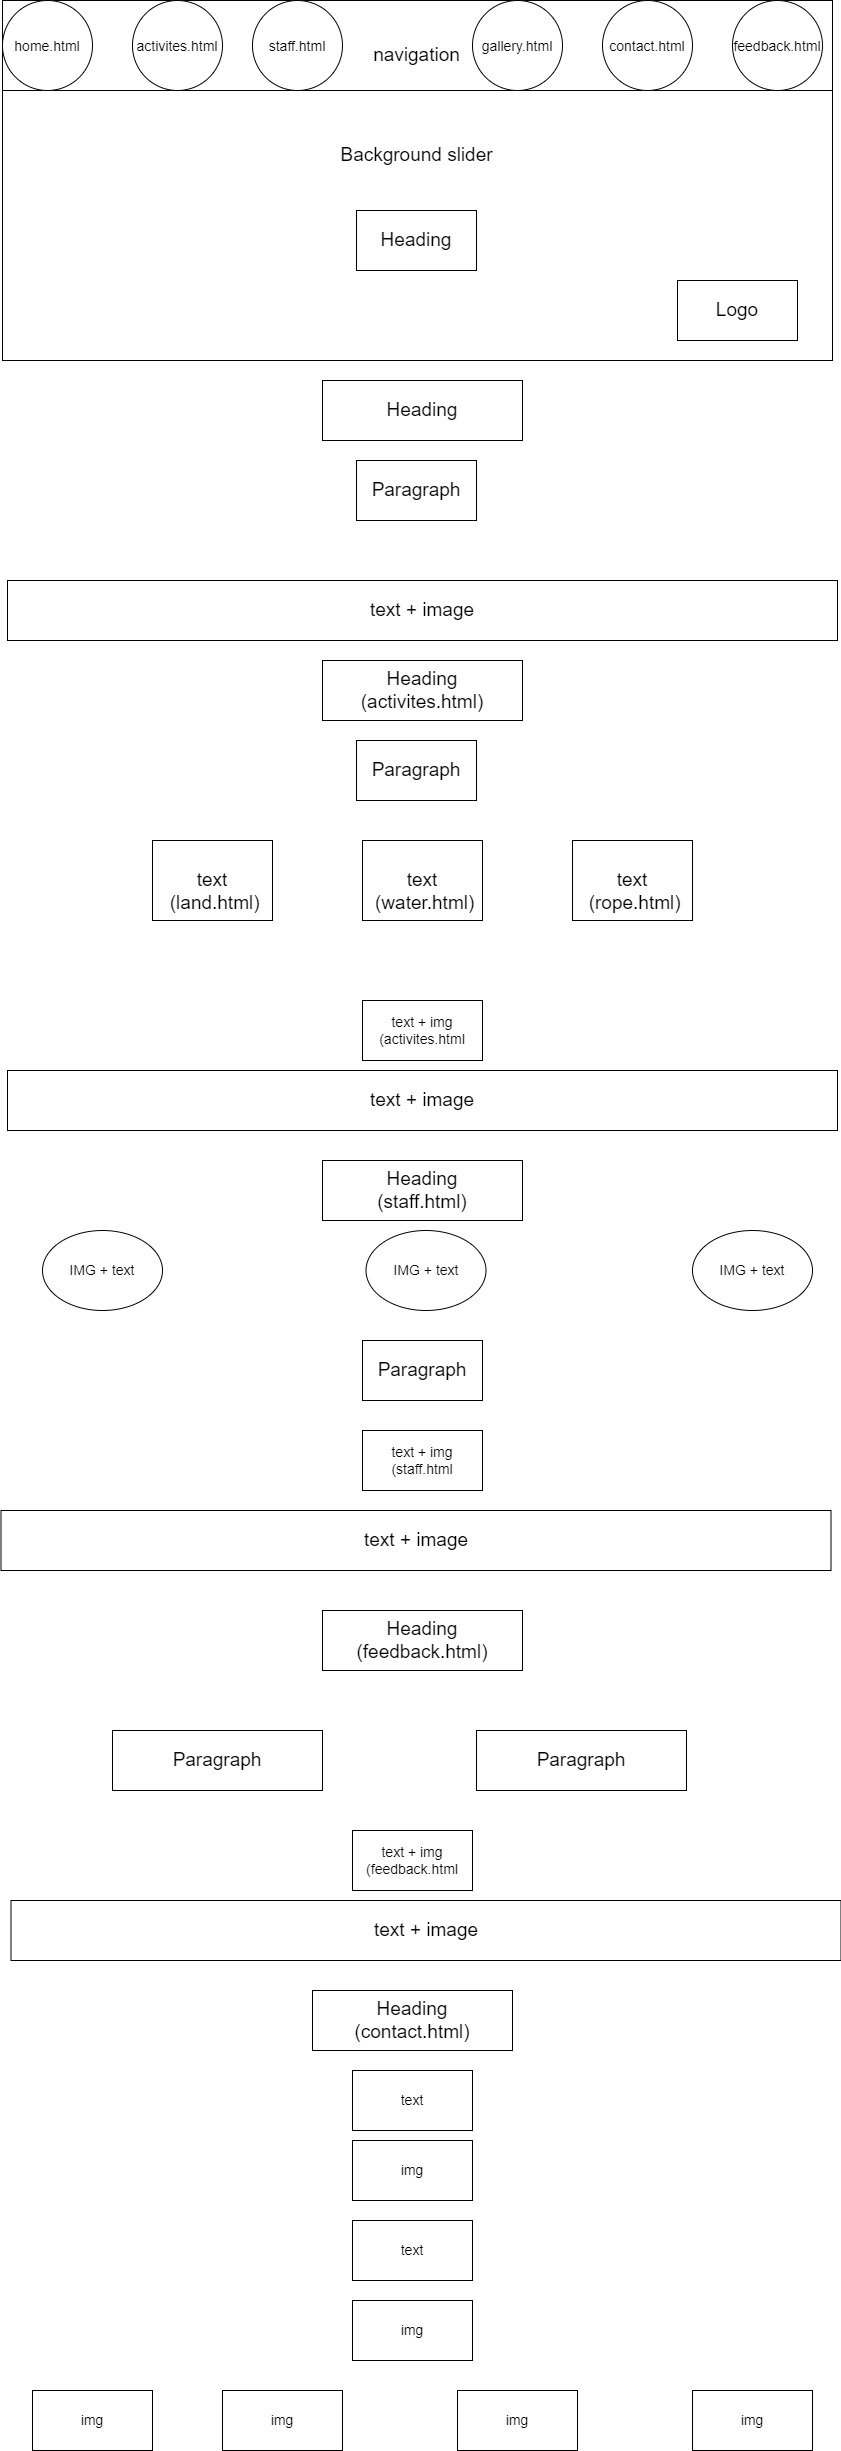 home.html
activites.html
staff.html
navigation
gallery.html
contact.html
feedback.html
Background slider
Heading
Logo
Heading
Paragraph
text + image
Heading
(activites.html)
Paragraph
text
(land.html)
text
(water.html)
text
(rope.html)
text + img
(activites.html
text + image
Heading
(staff.html)
IMG + text
IMG + text
IMG + text
Paragraph
text + img
(staff.html
text + image
Heading
(feedback.html)
Paragraph
Paragraph
text + img
(feedback.html
text + image
Heading
(contact.html)
text
img
text
img
img
img
img
img